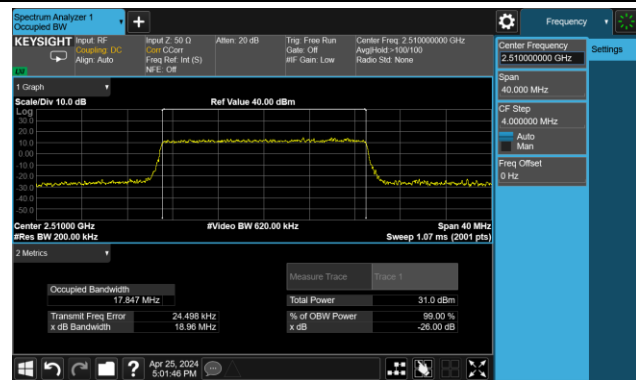 Spectrum Analyzer 1
Occupied BW
Frequency
KEYSIGHT
Input: RF
Coupling: DC
Align: Auto
Input Z: 50 Ω
Corr CCorr
Freq Ref: Int (S)
NFE: Off
Atten: 20 dB
Trig: Free Run
Gate: Off
#IF Gain: Low
Center Freq: 2.510000000 GHz
Avg|Hold:>100/100
Radio Std: None
Center Frequency
2.510000000 GHz
Settings
Span
40.000 MHz
CF Step
4.000000 MHz
Auto
Man
Freq Offset
0 Hz
1 Graph
Scale/Div 10.0 dB
Ref Value 40.00 dBm
Log
30.0
20.0
10.0
0.00
-10.0
-20.0
-30.0
-40.0
-50.0
Center 2.51000 GHz
#Video BW 620.00 kHz
Span 40 MHz
#Res BW 200.00 kHz
Sweep 1.07 ms (2001 pts)
2 Metrics
Measure Trace
Trace 1
Occupied Bandwidth
17.847 MHz
Total Power
31.0 dBm
Transmit Freq Error
24.498 kHz
% of OBW Power
99.00 %
x dB Bandwidth
18.96 MHz
x dB
-26.00 dB
?
Apr 25, 2024
5:01:46 PM